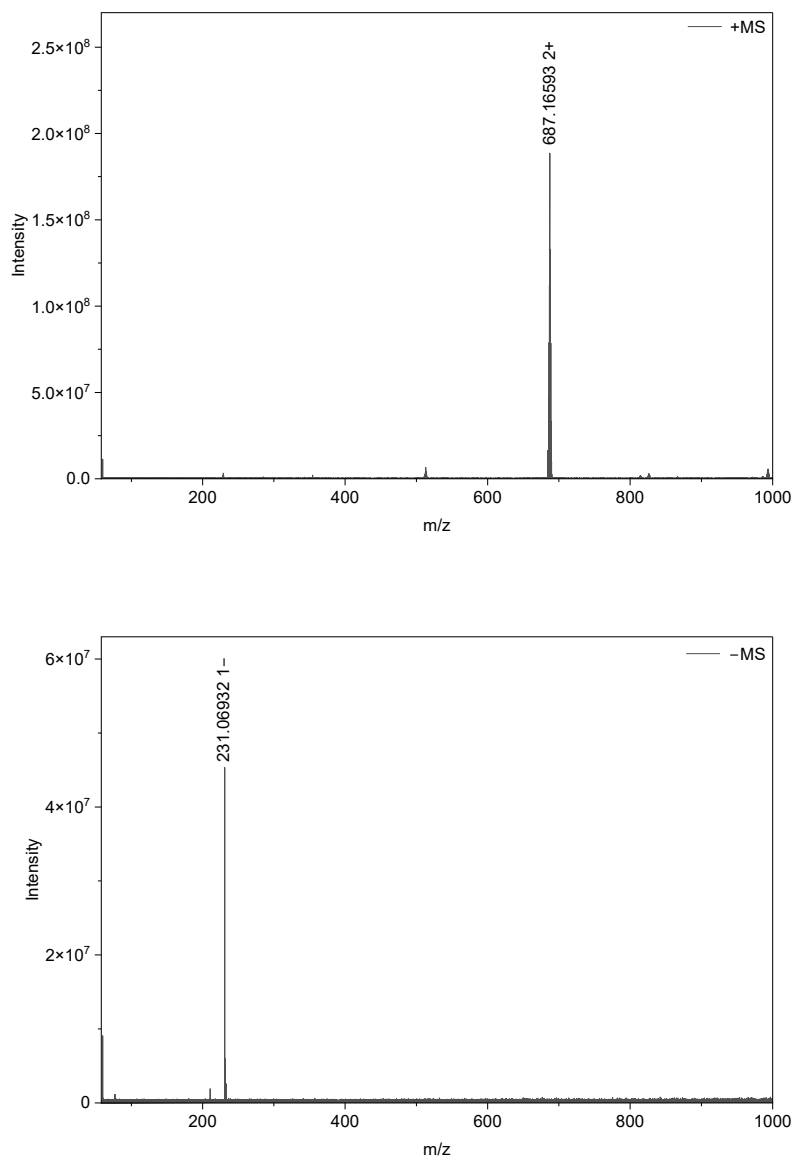 +MS
687.16593 2+
2.5×10⁸
2.0×10⁸
1.5×10⁸
1.0×10⁸
5.0×10⁷
0.0
Intensity
200 400 600 800 1000
m/z
−MS
231.06932 1−
6×10⁷
4×10⁷
2×10⁷
0
Intensity
200 400 600 800 1000
m/z